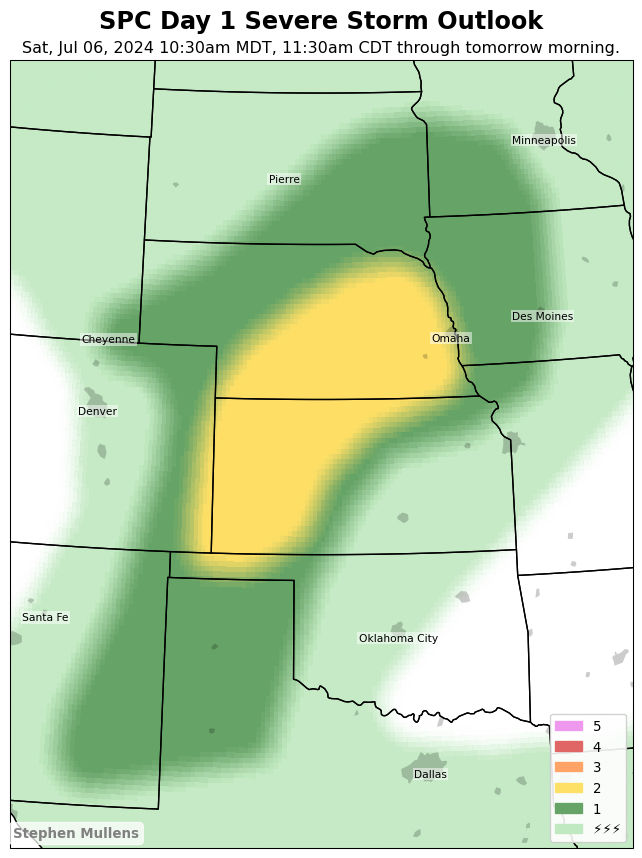 SPC Day 1 Severe Storm Outlook
Sat, Jul 06, 2024 10:30am MDT, 11:30am CDT through tomorrow morning.
Minneapolis
Pierre
Des Moines
Cheyenne
Omaha
Denver
Santa Fe
Oklahoma City
Dallas
5
4
3
2
1
⚡⚡⚡
Stephen Mullens